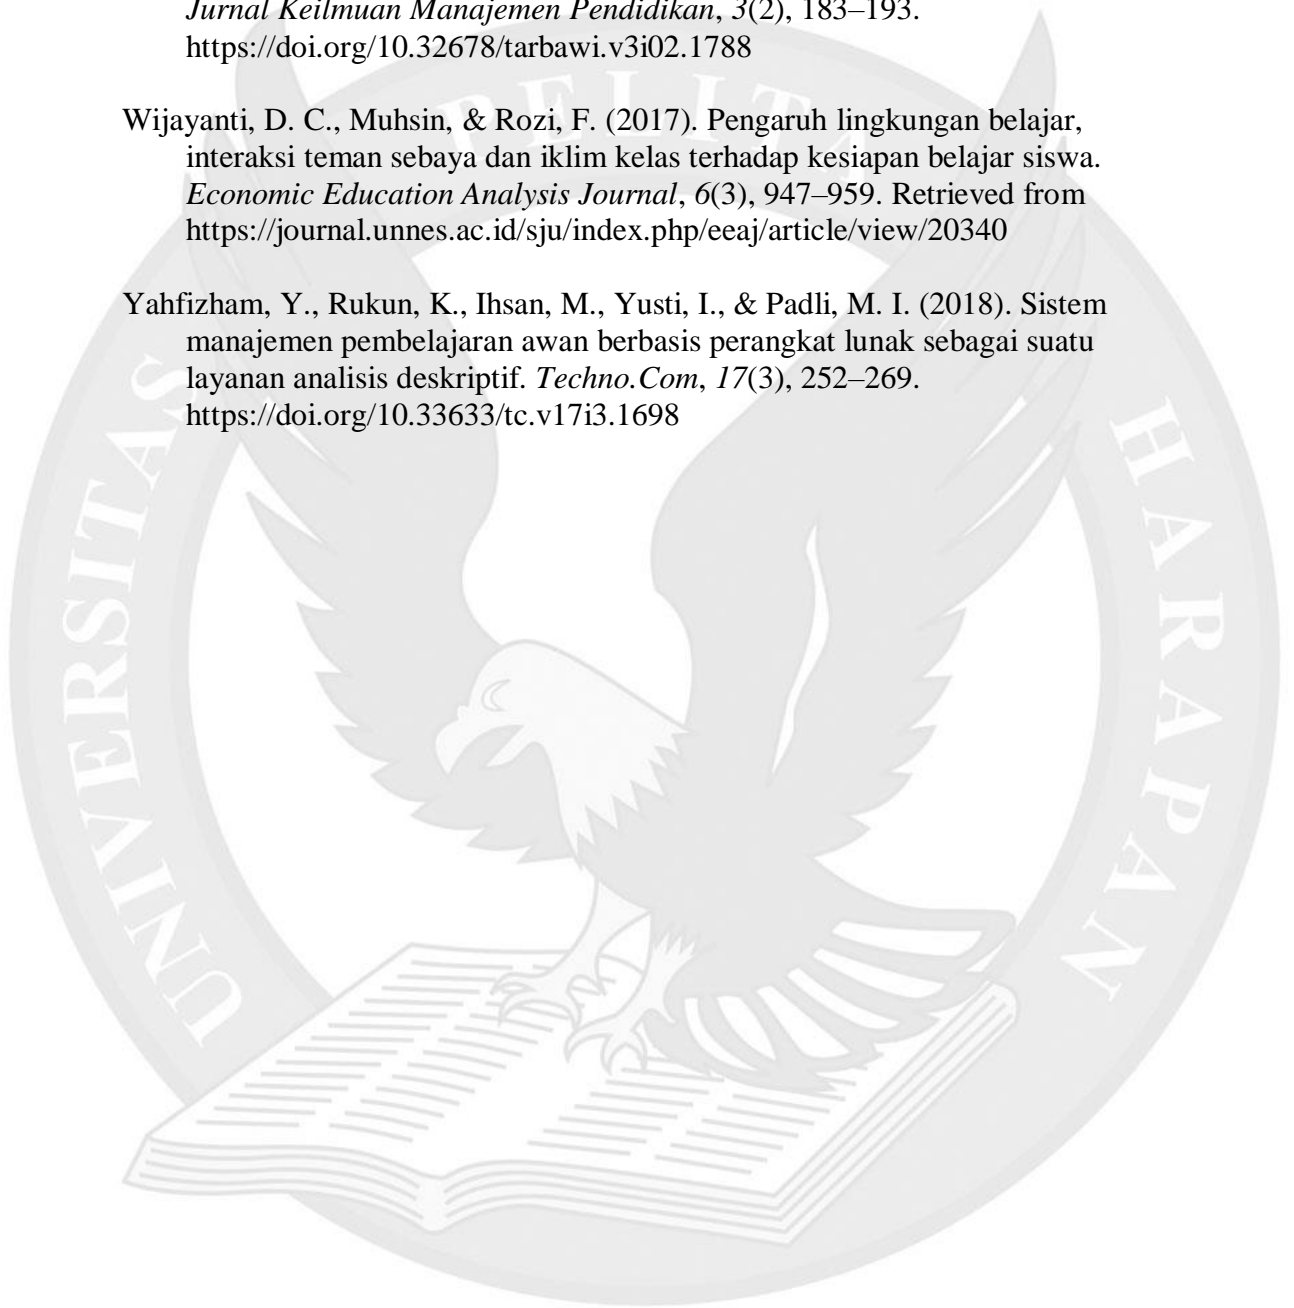 Jurnal Keilmuan Manajemen Pendidikan, 3(2), 183–193.
https://doi.org/10.32678/tarbawi.v3i02.1788
Wijayanti, D. C., Muhsin, & Rozi, F. (2017). Pengaruh lingkungan belajar,
interaksi teman sebaya dan iklim kelas terhadap kesiapan belajar siswa.
Economic Education Analysis Journal, 6(3), 947–959. Retrieved from
https://journal.unnes.ac.id/sju/index.php/eeaj/article/view/20340
Yahfizham, Y., Rukun, K., Ihsan, M., Yusti, I., & Padli, M. I. (2018). Sistem
manajemen pembelajaran awan berbasis perangkat lunak sebagai suatu
layanan analisis deskriptif. Techno.Com, 17(3), 252–269.
https://doi.org/10.33633/tc.v17i3.1698
UNIVERSITAS
PELITA
HARAPAN